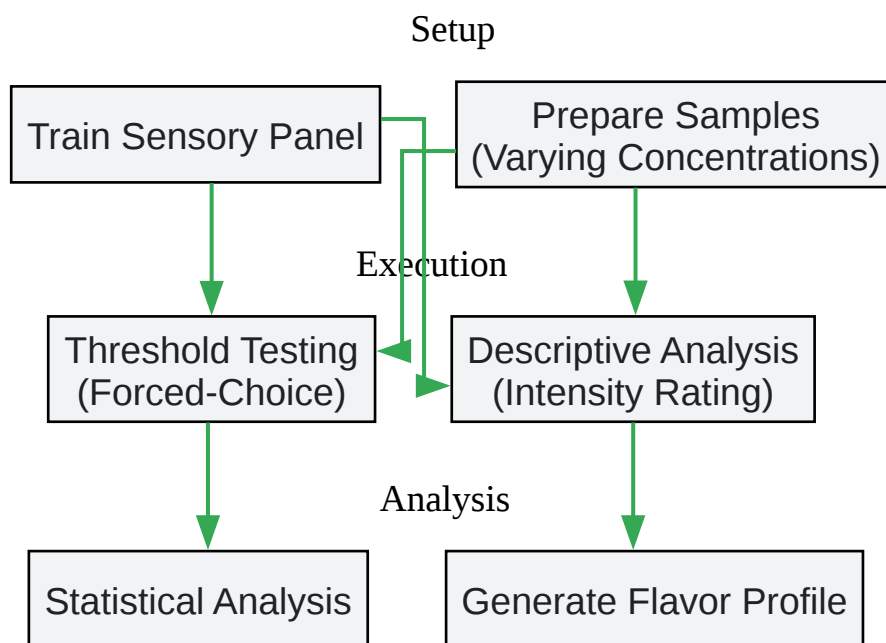 Setup
Train Sensory Panel
Prepare Samples
(Varying Concentrations)
Execution
Threshold Testing
(Forced-Choice)
Descriptive Analysis
(Intensity Rating)
Analysis
Statistical Analysis
Generate Flavor Profile